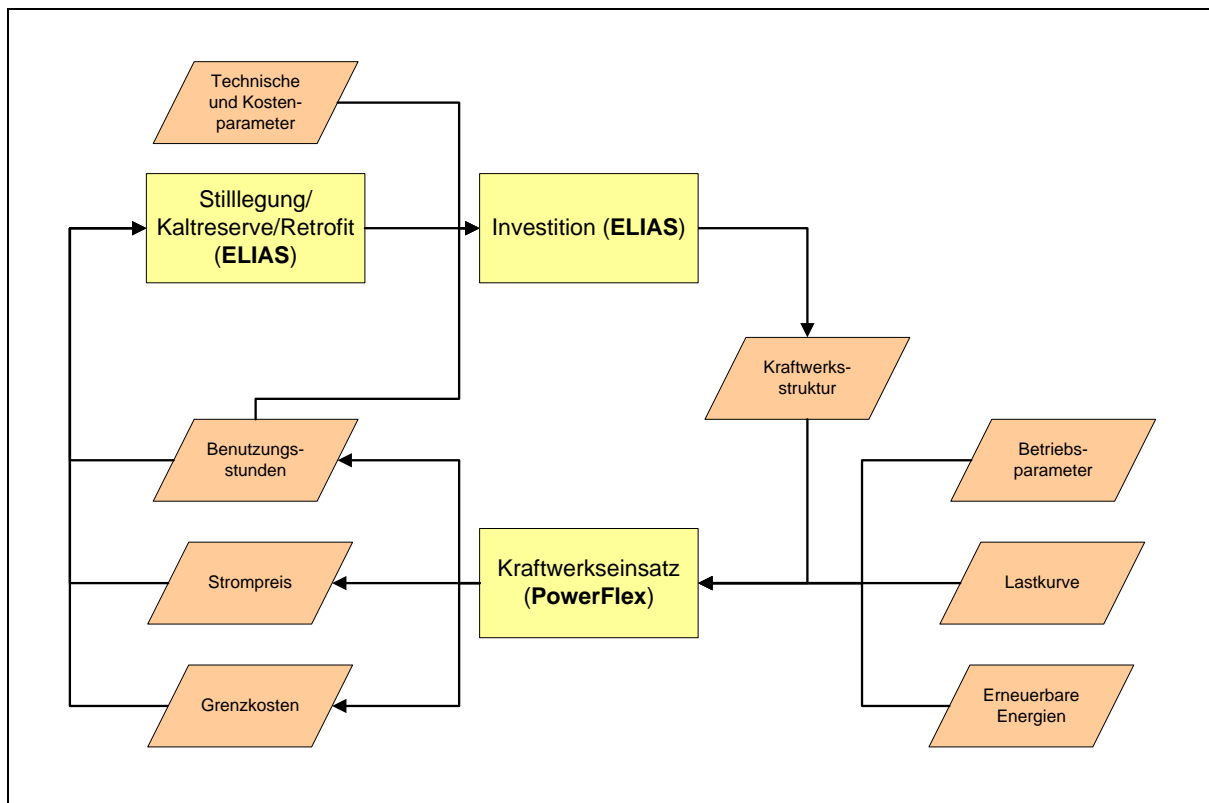 Technische
und Kosten-
parameter
Stilllegung/
Kaltreserve/Retrofit
(ELIAS)
Investition (ELIAS)
Kraftwerks-
struktur
Benutzungs-
stunden
Betriebs-
parameter
Strompreis
Kraftwerkseinsatz
(PowerFlex)
Lastkurve
Grenzkosten
Erneuerbare
Energien